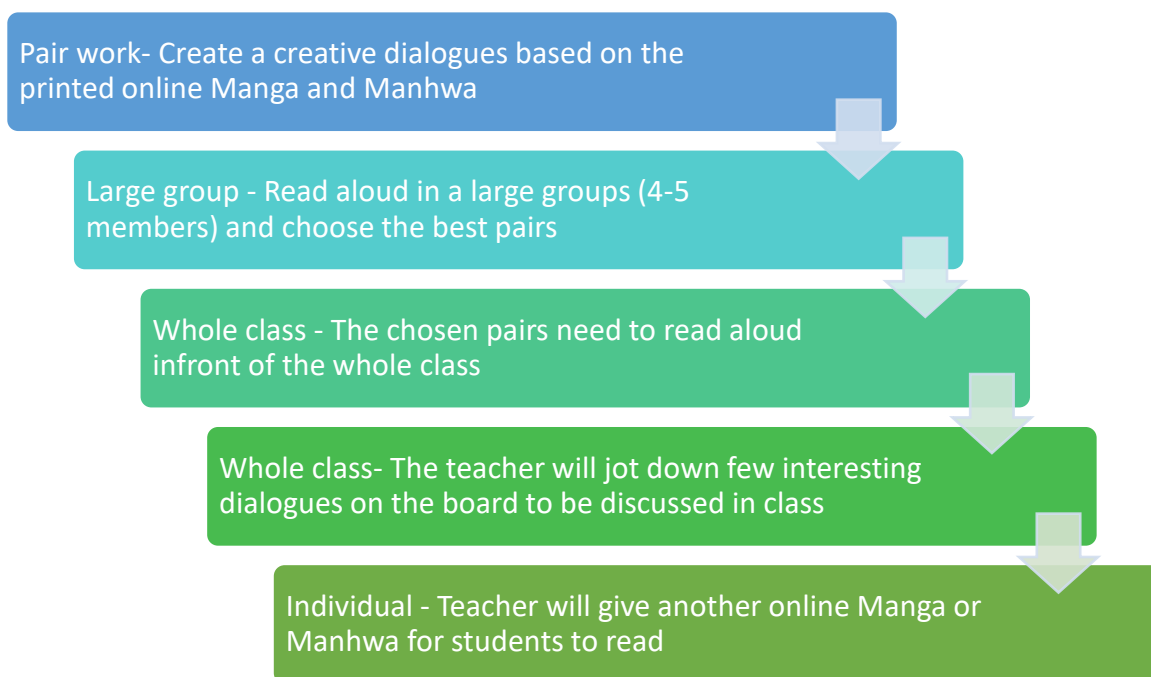 Pair work- Create a creative dialogues based on the
printed online Manga and Manhwa
Large group - Read aloud in a large groups (4-5
members) and choose the best pairs
Whole class - The chosen pairs need to read aloud
infront of the whole class
Whole class- The teacher will jot down few interesting
dialogues on the board to be discussed in class
Individual - Teacher will give another online Manga or
Manhwa for students to read